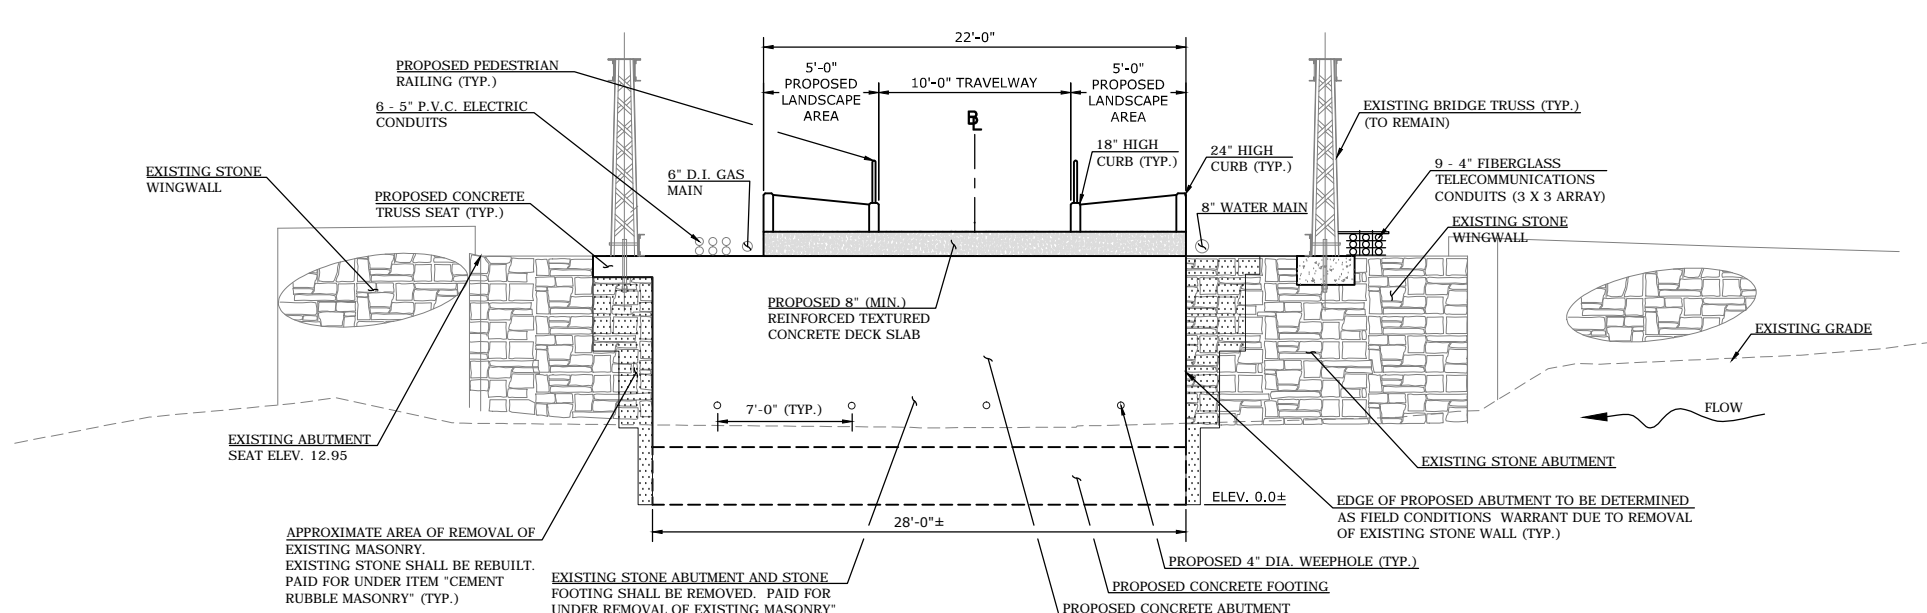 22'-0"
5'-0"
PROPOSED
LANDSCAPE
AREA
10'-0" TRAVELWAY
5'-0"
PROPOSED
LANDSCAPE
AREA
PROPOSED PEDESTRIAN
RAILING (TYP.)
6 - 5" P.V.C. ELECTRIC
CONDUITS
EXISTING BRIDGE TRUSS (TYP.)
(TO REMAIN)
BL
18" HIGH
CURB (TYP.)
24" HIGH
CURB (TYP.)
9 - 4" FIBERGLASS
TELECOMMUNICATIONS
CONDUITS (3 X 3 ARRAY)
EXISTING STONE
WINGWALL
6" D.I. GAS
MAIN
PROPOSED CONCRETE
TRUSS SEAT (TYP.)
8" WATER MAIN
EXISTING STONE
WINGWALL
PROPOSED 8" (MIN.)
REINFORCED TEXTURED
CONCRETE DECK SLAB
EXISTING GRADE
7'-0" (TYP.)
FLOW
EXISTING ABUTMENT
SEAT ELEV. 12.95
EXISTING STONE ABUTMENT
ELEV. 0.0±
28'-0"±
EDGE OF PROPOSED ABUTMENT TO BE DETERMINED
AS FIELD CONDITIONS WARRANT DUE TO REMOVAL
OF EXISTING STONE WALL (TYP.)
APPROXIMATE AREA OF REMOVAL OF
EXISTING MASONRY.
EXISTING STONE SHALL BE REBUILT.
PAID FOR UNDER ITEM "CEMENT
RUBBLE MASONRY" (TYP.)
EXISTING STONE ABUTMENT AND STONE
FOOTING SHALL BE REMOVED. PAID FOR
UNDER REMOVAL OF EXISTING MASONRY"
PROPOSED 4" DIA. WEEPHOLE (TYP.)
PROPOSED CONCRETE FOOTING
PROPOSED CONCRETE ABUTMENT